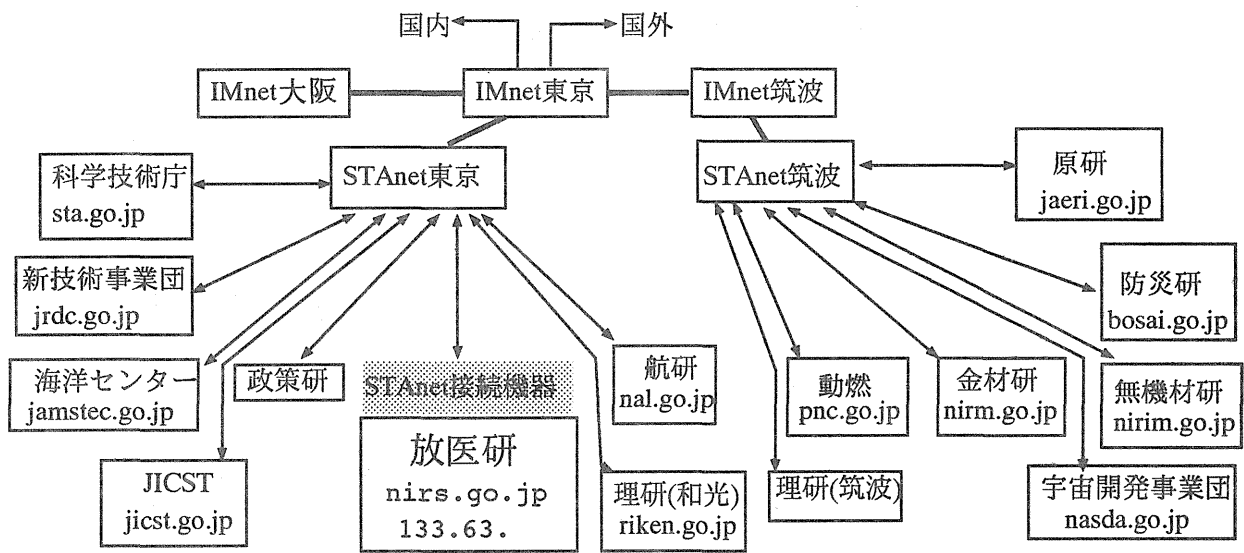 国内
国外
IMnet大阪
IMnet東京
IMnet筑波
科学技術庁
sta.go.jp
STAnet東京
STAnet筑波
原研
jaeri.go.jp
新技術事業団
jrdc.go.jp
防災研
bosai.go.jp
海洋センター
jamstec.go.jp
政策研
STAnet接続機器
航研
nal.go.jp
動燃
pnc.go.jp
金材研
nirm.go.jp
無機材研
nirim.go.jp
放医研
nirs.go.jp
133.63.
JICST
jicst.go.jp
理研(和光)
riken.go.jp
理研(筑波)
宇宙開発事業団
nasda.go.jp